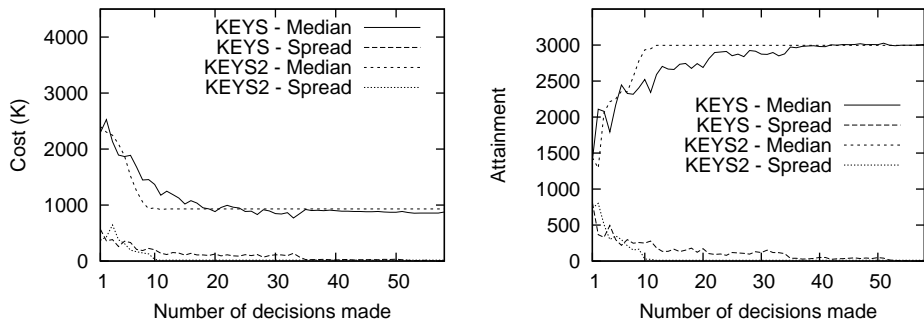 4500
4000
3000
2000
1000
0
Cost (K)
1 10 20 30 40 50
Number of decisions made
KEYS - Median
KEYS - Spread
KEYS2 - Median
KEYS2 - Spread
3000
2500
2000
1500
1000
500
0
Attainment
1 10 20 30 40 50
Number of decisions made
KEYS - Median
KEYS - Spread
KEYS2 - Median
KEYS2 - Spread